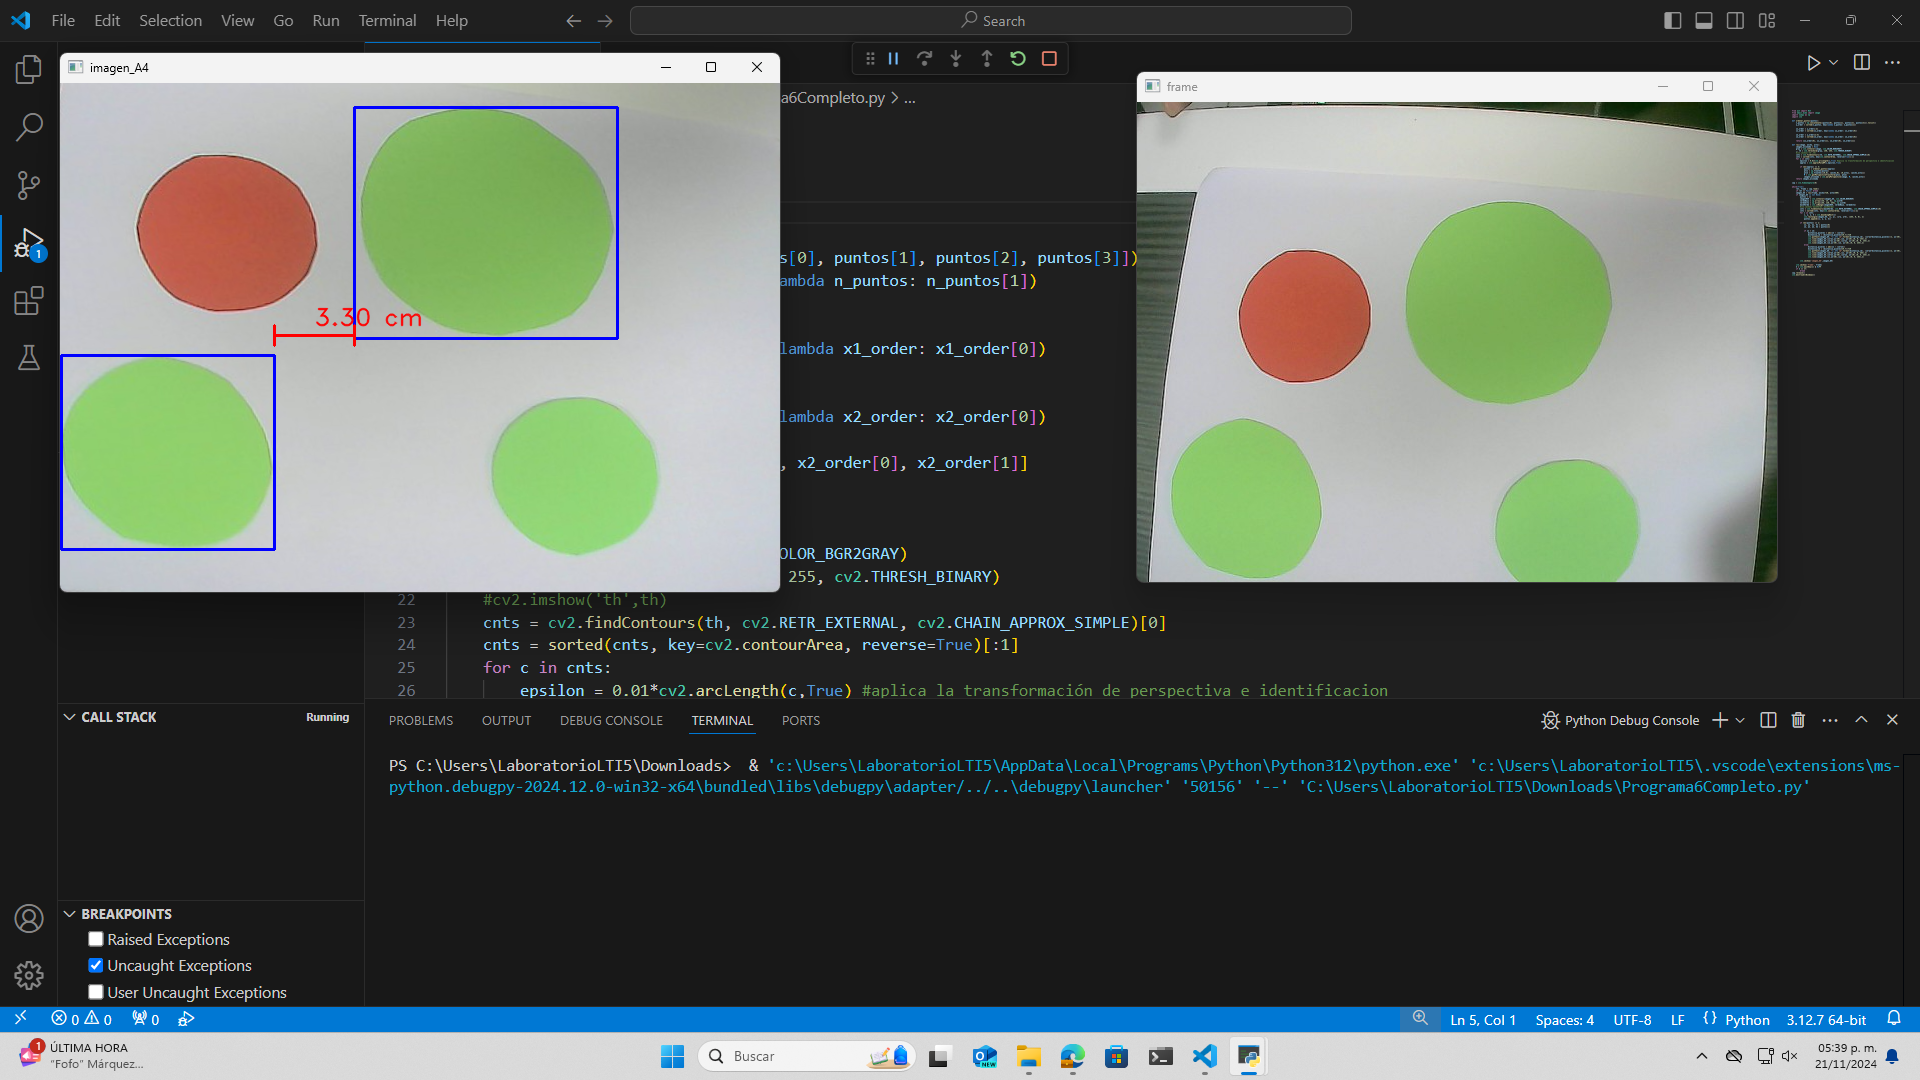 File Edit Selection View Go Run Terminal Help
Search
imagen_A4
a6Completo.py > ...
frame
s[0], puntos[1], puntos[2], puntos[3]])
ambda n_puntos: n_puntos[1])
3.30 cm
lambda x1_order: x1_order[0])
lambda x2_order: x2_order[0])
, x2_order[0], x2_order[1]]
OLOR_BGR2GRAY)
255, cv2.THRESH_BINARY)
22 #cv2.imshow('th',th)
23 cnts = cv2.findContours(th, cv2.RETR_EXTERNAL, cv2.CHAIN_APPROX_SIMPLE)[0]
24 cnts = sorted(cnts, key=cv2.contourArea, reverse=True)[:1]
25 for c in cnts:
26 epsilon = 0.01*cv2.arcLength(c,True) #aplica la transformación de perspectiva e identificacion
1
CALL STACK Running
PROBLEMS OUTPUT DEBUG CONSOLE TERMINAL PORTS
Python Debug Console
PS C:\Users\LaboratorioLTI5\Downloads> & 'c:\Users\LaboratorioLTI5\AppData\Local\Programs\Python\Python312\python.exe' 'c:\Users\LaboratorioLTI5\.vscode\extensions\ms-
python.debugpy-2024.12.0-win32-x64\bundled\libs\debugpy\adapter/../..\debugpy\launcher' '50156' '--' 'C:\Users\LaboratorioLTI5\Downloads\Programa6Completo.py'
BREAKPOINTS
Raised Exceptions
Uncaught Exceptions
User Uncaught Exceptions
0 0 0
Ln 5, Col 1 Spaces: 4 UTF-8 LF {} Python 3.12.7 64-bit
1
ÚLTIMA HORA
"Fofo" Márquez...
Buscar
NEW
05:39 p. m.
21/11/2024